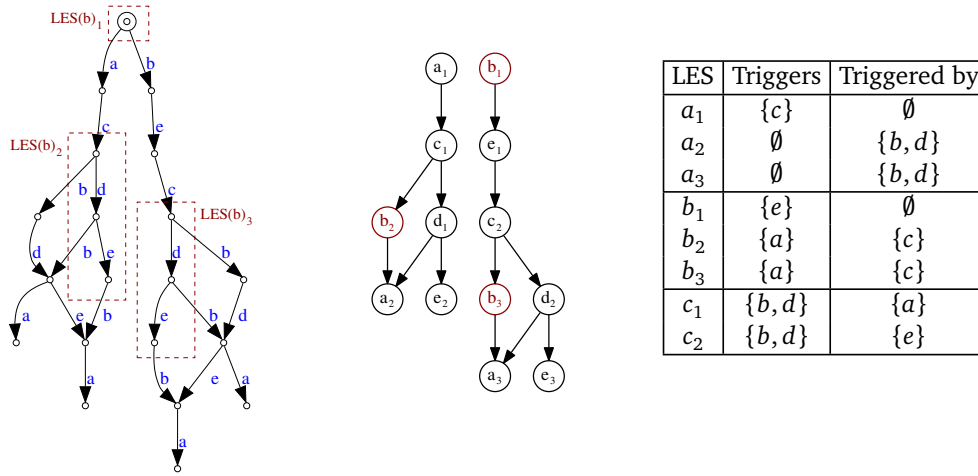 LES(b)₁
a
b
c
e
LES(b)₂
b
d
c
LES(b)₃
d
b
e
d
b
a
e
b
e
b
d
a
b
e
a
a
a₁
b₁
c₁
e₁
b₂
d₁
c₂
a₂
e₂
b₃
d₂
a₃
e₃
LES Triggers Triggered by
a₁ {c} ∅
a₂ ∅ {b, d}
a₃ ∅ {b, d}
b₁ {e} ∅
b₂ {a} {c}
b₃ {a} {c}
c₁ {b, d} {a}
c₂ {b, d} {e}